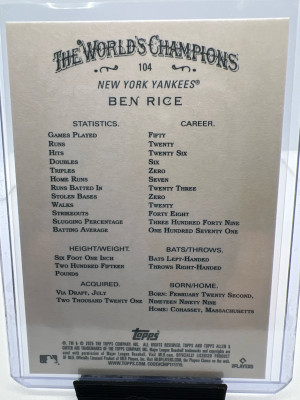 The World's Champions
104
NEW YORK YANKEES®
BEN RICE
STATISTICS. CAREER.
GAMES PLAYED FIFTY
RUNS TWENTY
HITS TWENTY SIX
DOUBLES SIX
TRIPLES ZERO
HOME RUNS SEVEN
RUNS BATTED IN TWENTY THREE
STOLEN BASES ZERO
WALKS TWENTY
STRIKEOUTS FORTY EIGHT
SLUGGING PERCENTAGE THREE HUNDRED FORTY NINE
BATTING AVERAGE ONE HUNDRED SEVENTY ONE
HEIGHT/WEIGHT. BATS/THROWS.
SIX FOOT ONE INCH BATS LEFT-HANDED
TWO HUNDRED FIFTEEN THROWS RIGHT-HANDED
POUNDS
ACQUIRED. BORN/HOME.
VIA DRAFT, JULY BORN: FEBRUARY TWENTY SECOND,
TWO THOUSAND TWENTY ONE NINETEEN NINETY NINE
HOME: COHASSET, MASSACHUSETTS
Topps